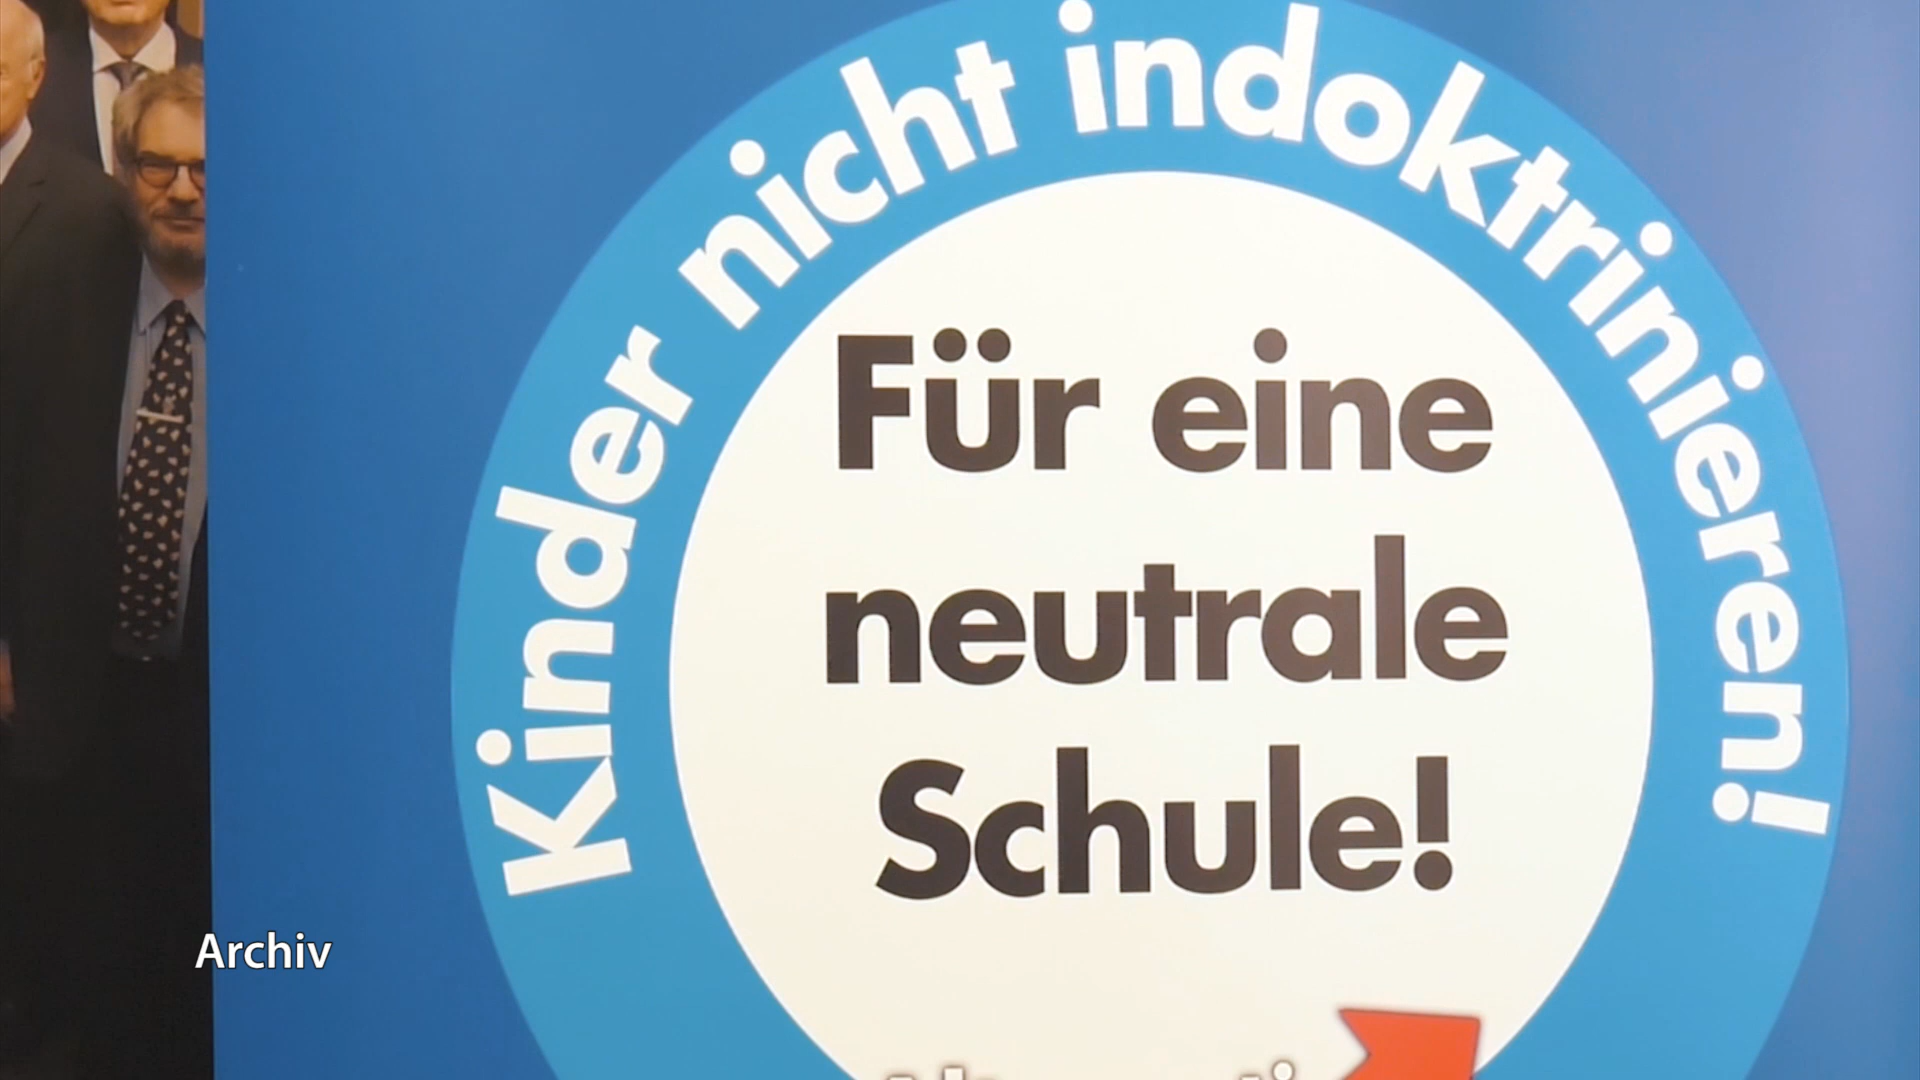 Kinder nicht indoktrinieren!
Für eine
neutrale
Schule!
Archiv